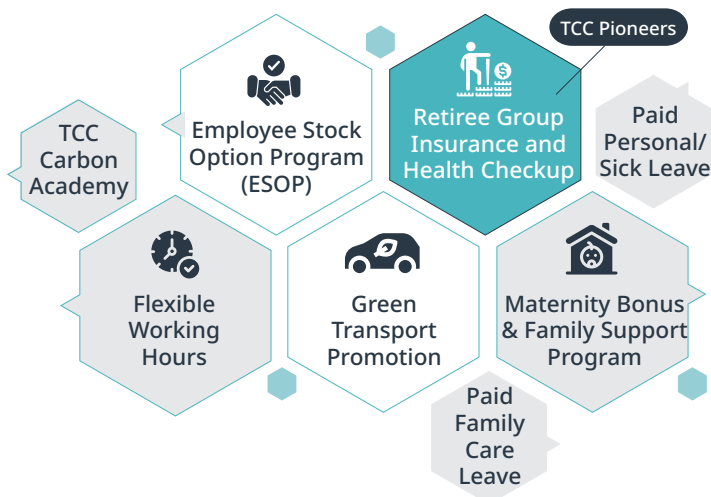 TCC Pioneers
TCC
Carbon
Academy
Employee Stock
Option Program
(ESOP)
Retiree Group
Insurance and
Health Checkup
Paid
Personal/
Sick Leave
Flexible
Working
Hours
Green
Transport
Promotion
Maternity Bonus
& Family Support
Program
Paid
Family
Care
Leave